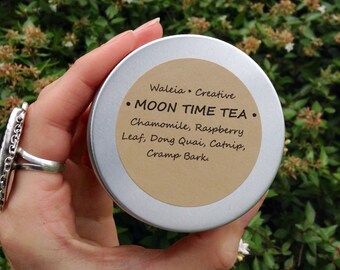 Waleia • Creative
• MOON TIME TEA •
Chamomile, Raspberry
Leaf, Dong Quai, Catnip,
Cramp Bark.